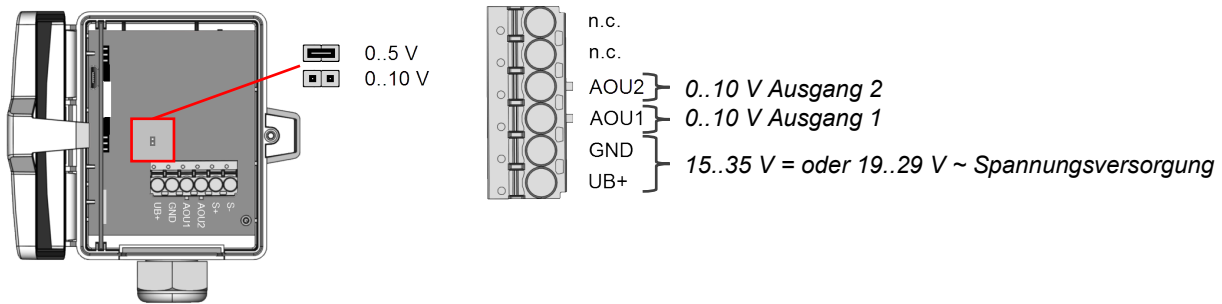 0..5 V
0..10 V
UB+
GND
AOU1
AOU2
S+
S-
n.c.
n.c.
AOU2 0..10 V Ausgang 2
AOU1 0..10 V Ausgang 1
GND
15..35 V = oder 19..29 V ~ Spannungsversorgung
UB+